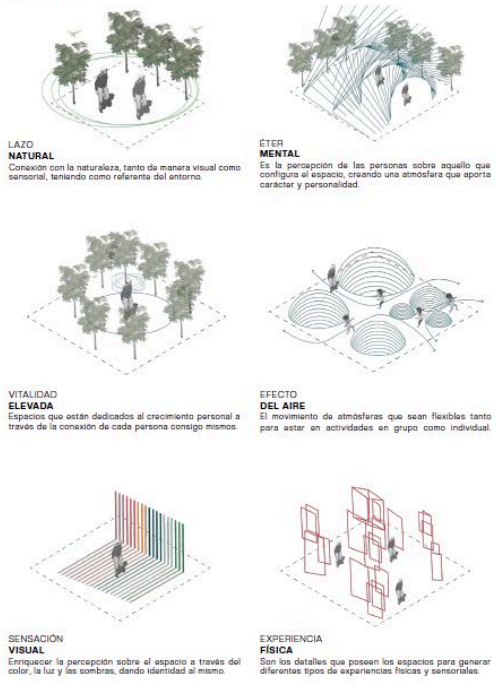 LAZO
NATURAL
Conexión con la naturaleza, tanto de manera visual como
sensorial, teniendo como referente del entorno.
ÉTER
MENTAL
Es la percepción de las personas sobre aquello que
configura el espacio, creando una atmósfera que aporta
carácter y personalidad.
VITALIDAD
ELEVADA
Espacios que están dedicados al crecimiento personal a
través de la conexión de cada persona consigo mismos.
EFECTO
DEL AIRE
El movimiento de atmósferas que sean flexibles tanto
para estar en actividades en grupo como individual.
SENSACIÓN
VISUAL
Enriquecer la percepción sobre el espacio a través del
color, la luz y las sombras, dando identidad al mismo.
EXPERIENCIA
FÍSICA
Son los detalles que poseen los espacios para generar
diferentes tipos de experiencias físicas y sensoriales.